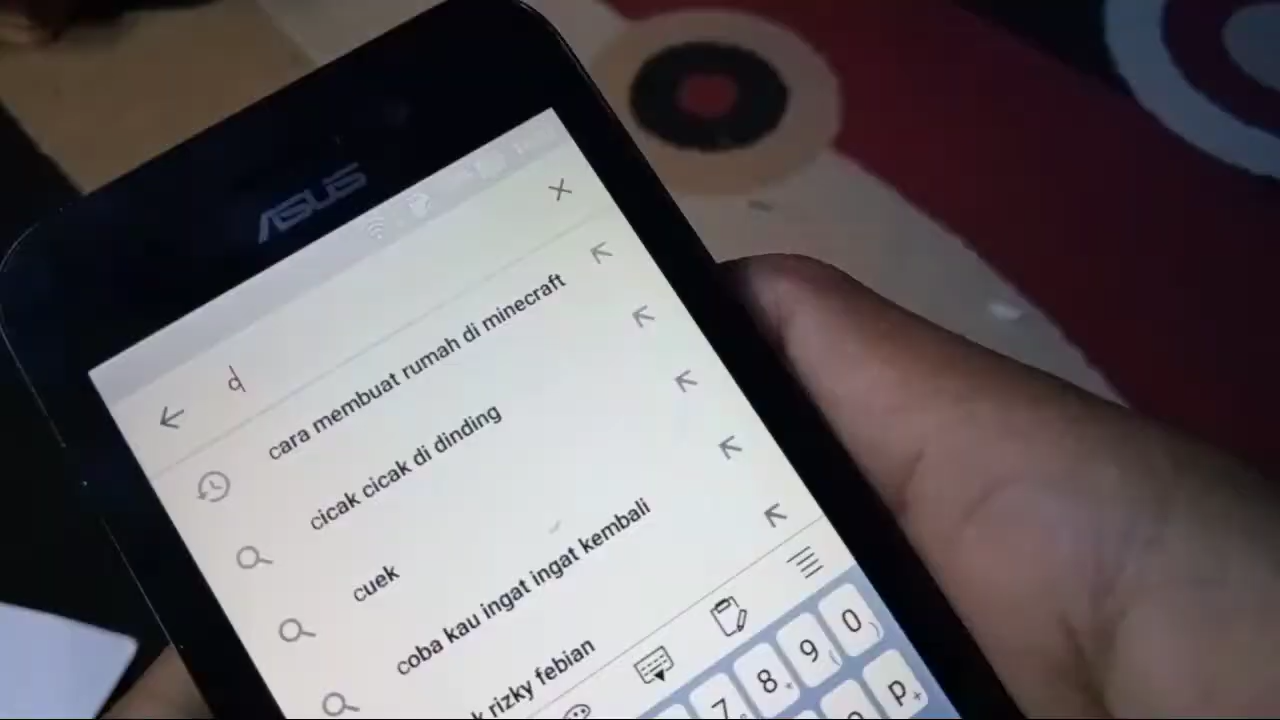 ASUS
c
cara membuat rumah di minecraft
cicak cicak di dinding
cuek
coba kau ingat ingat kembali
k rizky febian
7 8 9 0
p